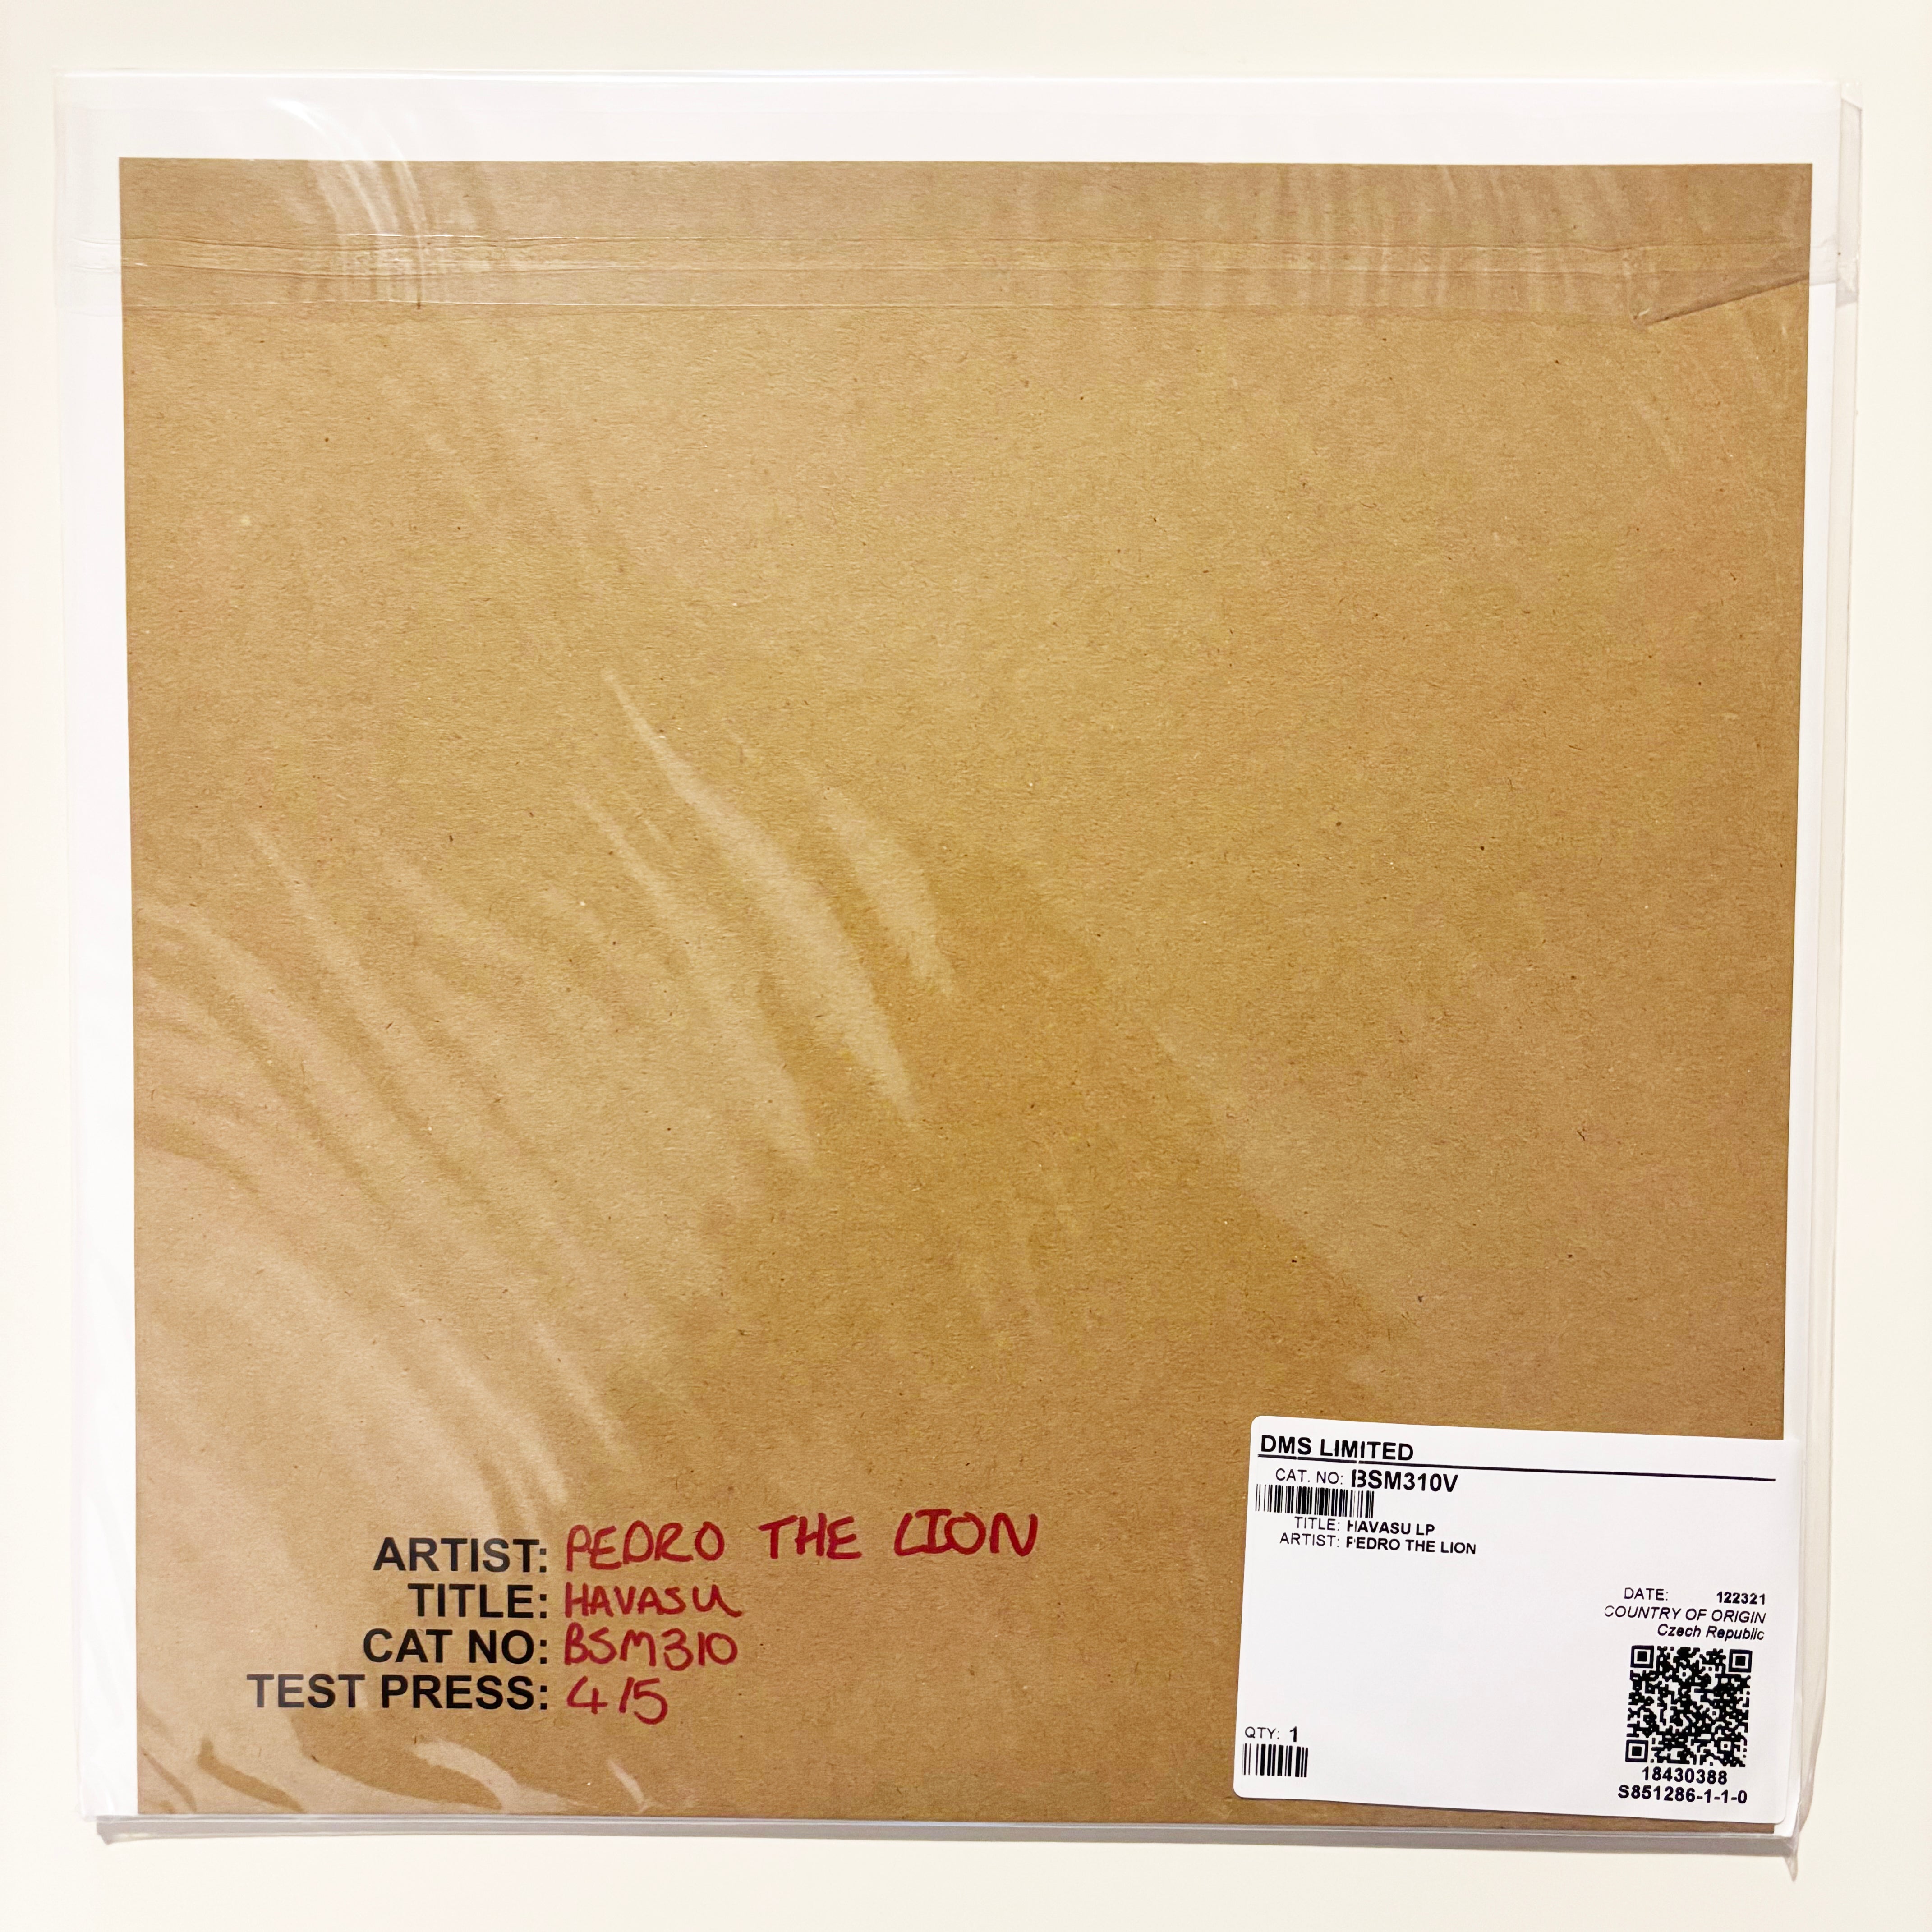 ARTIST: PEDRO THE LION
TITLE: HAVASU
CAT NO: BSM310
TEST PRESS: 4/5
DMS LIMITED
CAT. NO: BSM310V
TITLE: HAVASU LP
ARTIST: PEDRO THE LION
DATE: 122321
COUNTRY OF ORIGIN
Czech Republic
QTY: 1
18430388
S851286-1-1-0